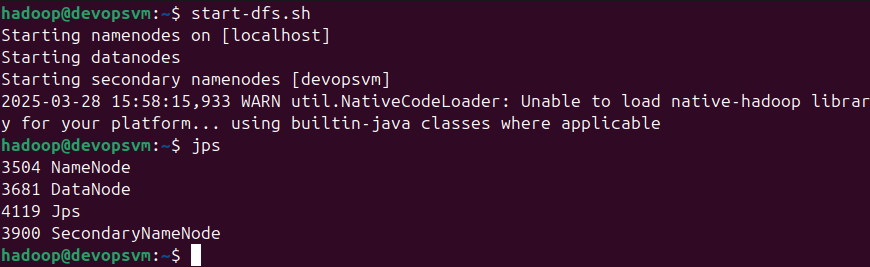 hadoop@devopsvm:~$ start-dfs.sh
Starting namenodes on [localhost]
Starting datanodes
Starting secondary namenodes [devopsvm]
2025-03-28 15:58:15,933 WARN util.NativeCodeLoader: Unable to load native-hadoop librar
y for your platform... using builtin-java classes where applicable
hadoop@devopsvm:~$ jps
3504 NameNode
3681 DataNode
4119 Jps
3900 SecondaryNameNode
hadoop@devopsvm:~$